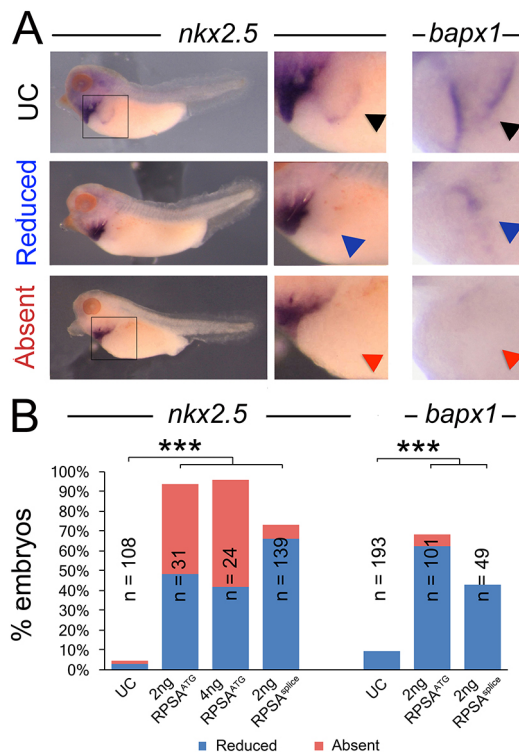 A
nkx2.5
bapx1
UC
Reduced
Absent
B
nkx2.5
bapx1
***
***
% embryos
100%
90%
80%
70%
60%
50%
40%
30%
20%
10%
0%
n = 108
n = 31
n = 24
n = 139
n = 193
n = 101
n = 49
UC
2ng
RPSA^ATG
4ng
RPSA^ATG
2ng
RPSA^splice
UC
2ng
RPSA^ATG
2ng
RPSA^splice
Reduced
Absent